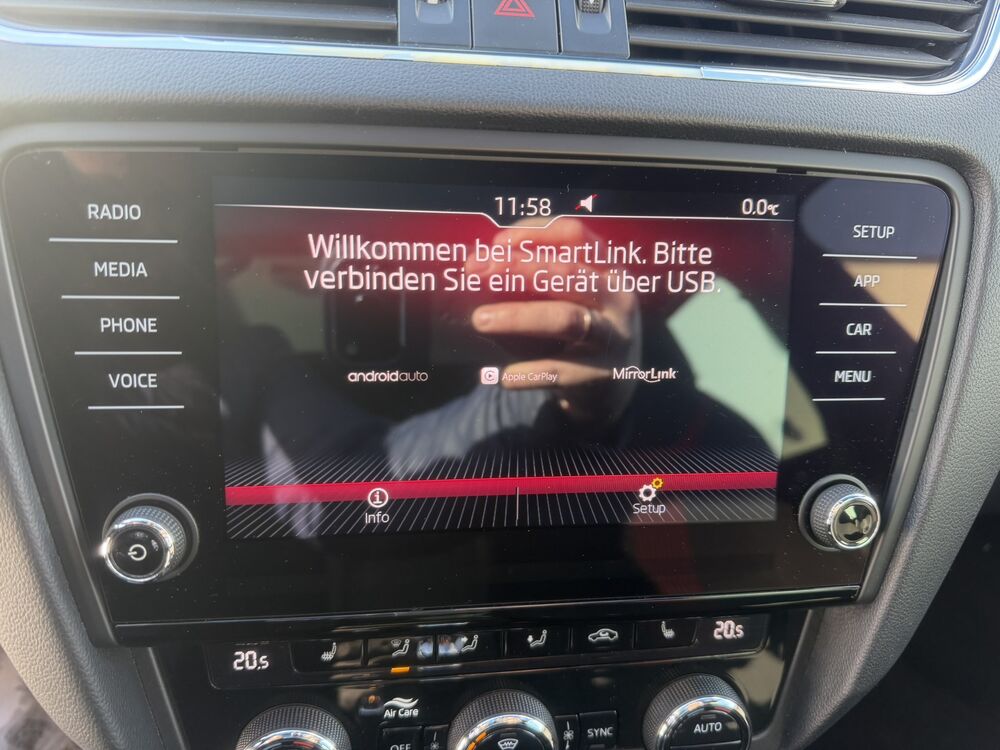 11:58
0.0°C
RADIO
MEDIA
PHONE
VOICE
Willkommen bei SmartLink. Bitte
verbinden Sie ein Gerät über USB.
androidauto
Apple CarPlay
MirrorLink
Info
Setup
SETUP
APP
CAR
MENU
20.5
20.5
Air Care
OFF
SYNC
AUTO